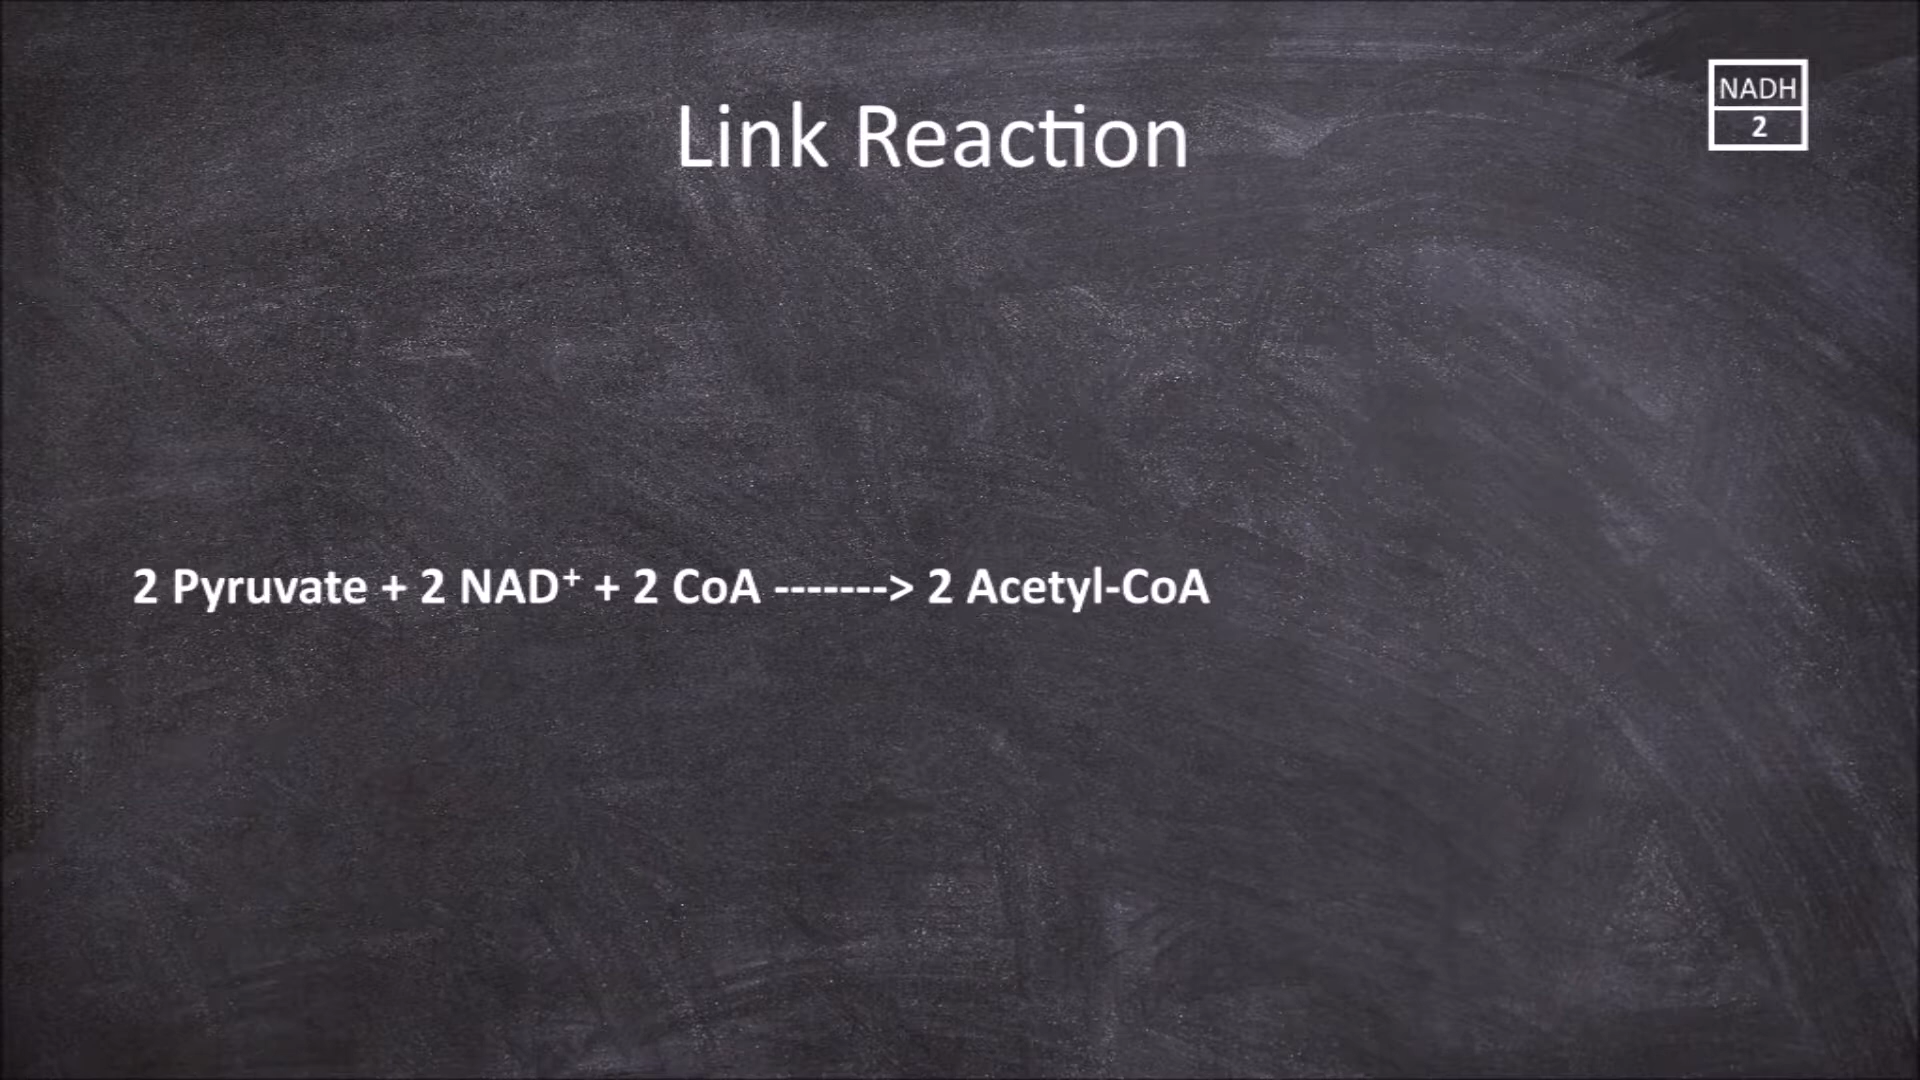 Link Reaction
NADH
2
2 Pyruvate + 2 NAD⁺ + 2 CoA -------> 2 Acetyl-CoA